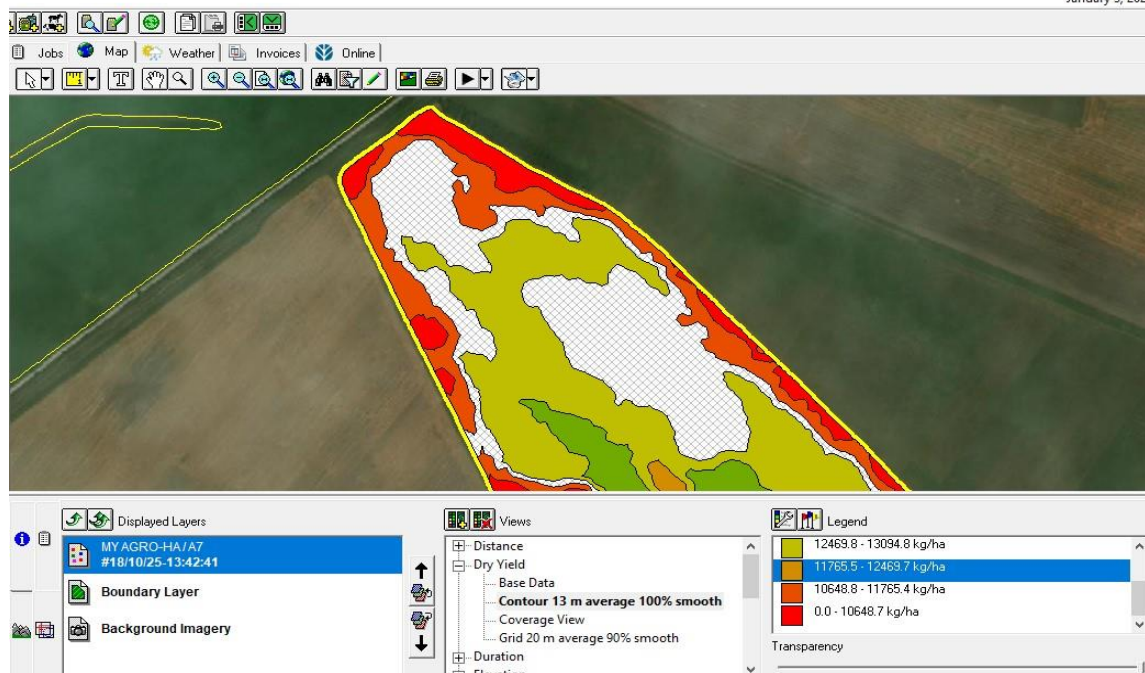 Jobs Map Weather Invoices Online
Displayed Layers
MY AGRO-HA/A7
#18/10/25-13:42:41
Boundary Layer
Background Imagery
Views
Distance
Dry Yield
Base Data
Contour 13 m average 100% smooth
Coverage View
Grid 20 m average 90% smooth
Duration
Legend
12469.8 - 13094.8 kg/ha
11765.5 - 12469.7 kg/ha
10648.8 - 11765.4 kg/ha
0.0 - 10648.7 kg/ha
Transparency